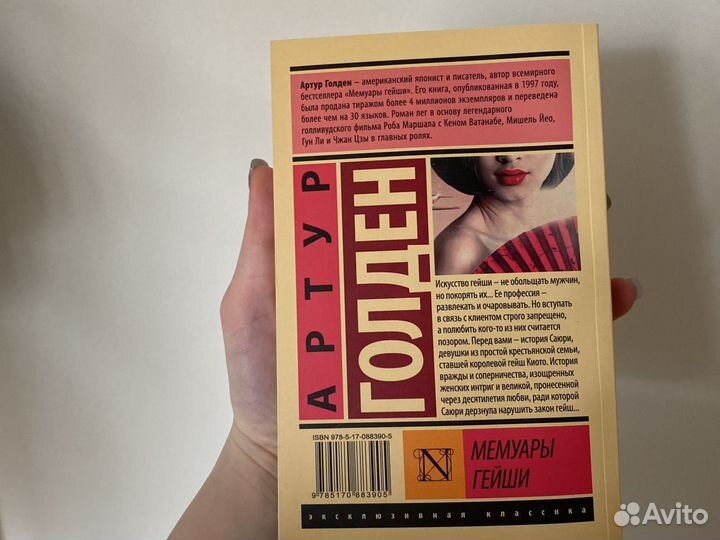 Артур Голден – американский японист и писатель, автор всемирного
бестселлера «Мемуары гейши». Его книга, опубликованная в 1997 году,
была продана тиражом более 4 миллионов экземпляров и переведена
более чем на 30 языков. Роман лег в основу легендарного
голливудского фильма Роба Маршала с Кеном Ватанабе, Мишель Йео,
Гун Ли и Чжан Цзы в главных ролях.
АРТУР
ГОЛДЕН
Искусство гейши – не обольщать мужчин,
но покорять их... Ее профессия –
развлекать и очаровывать. Но вступать
в связь с клиентом строго запрещено,
а полюбить кого-то из них считается
позором. Перед вами – история Саюри,
девушки из простой крестьянской семьи,
ставшей королевой гейш Киото. История
вражды и соперничества, изощренных
женских интриг и великой, пронесенной
через десятилетия любви, ради которой
Саюри дерзнула нарушить закон гейш...
ISBN 978-5-17-088390-5
9 785170 883905
N
МЕМУАРЫ
ГЕЙШИ
эксклюзивная классика
Avito